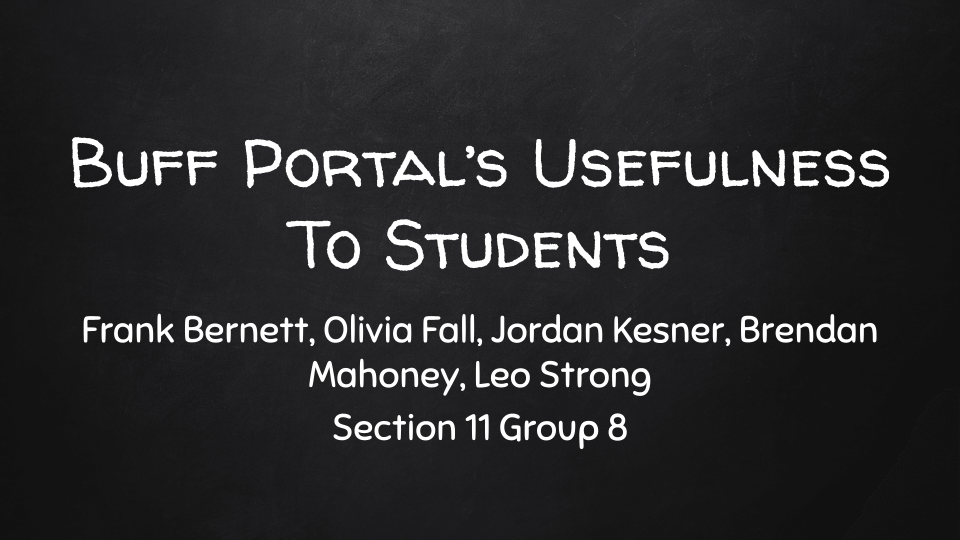 Buff Portal's Usefulness
To Students
Frank Bernett, Olivia Fall, Jordan Kesner, Brendan
Mahoney, Leo Strong
Section 11 Group 8